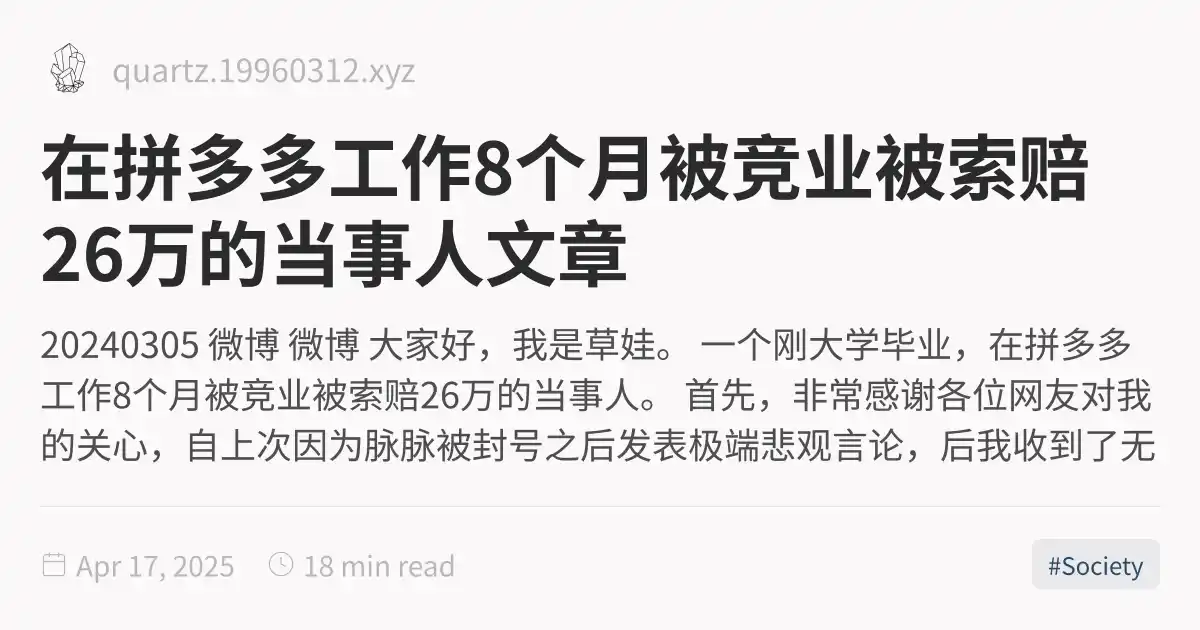 quartz.19960312.xyz
在拼多多工作8个月被竞业被索赔
26万的当事人文章
20240305 微博 微博 大家好，我是草娃。 一个刚大学毕业，在拼多多
工作8个月被竞业被索赔26万的当事人。 首先，非常感谢各位网友对我
的关心，自上次因为脉脉被封号之后发表极端悲观言论，后我收到了无
Apr 17, 2025 18 min read #Society